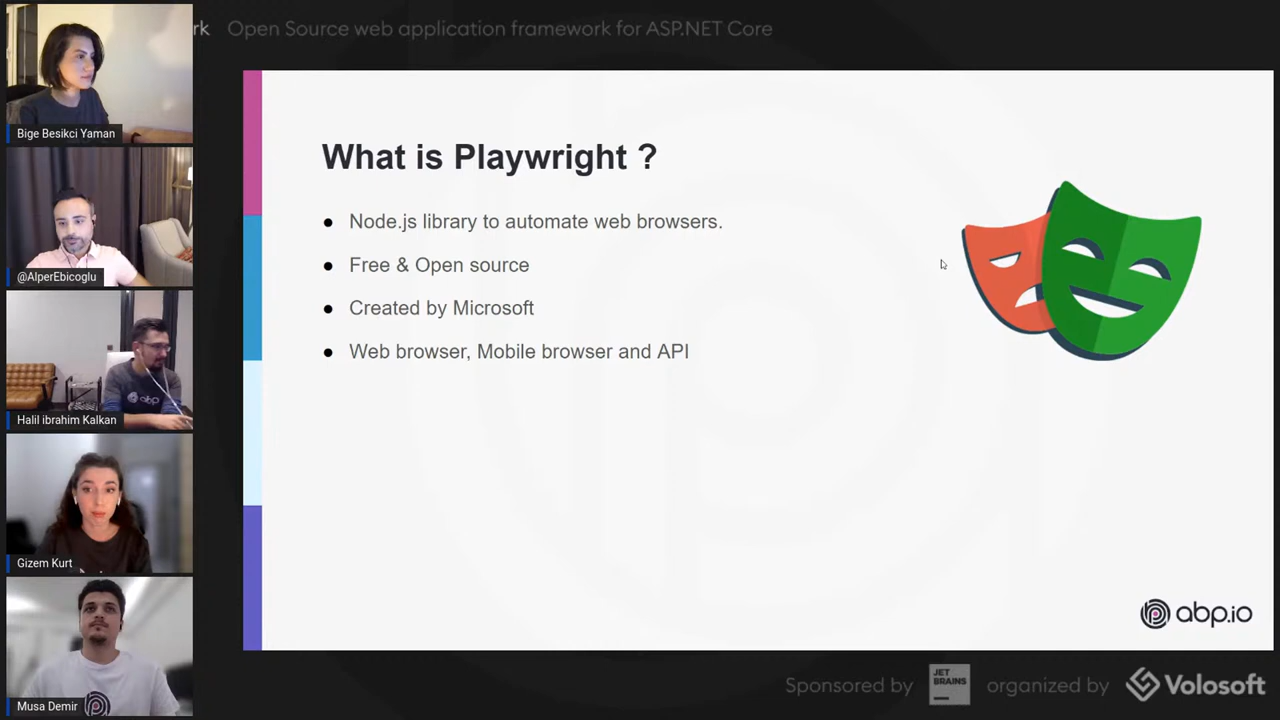 rk Open Source web application framework for ASP.NET Core
Bige Besikci Yaman
@AlperEbicoglu
Halil ibrahim Kalkan
abp
Gizem Kurt
Musa Demir
What is Playwright ?
● Node.js library to automate web browsers.
● Free & Open source
● Created by Microsoft
● Web browser, Mobile browser and API
abp.io
Sponsored by JET BRAINS organized by Volosoft